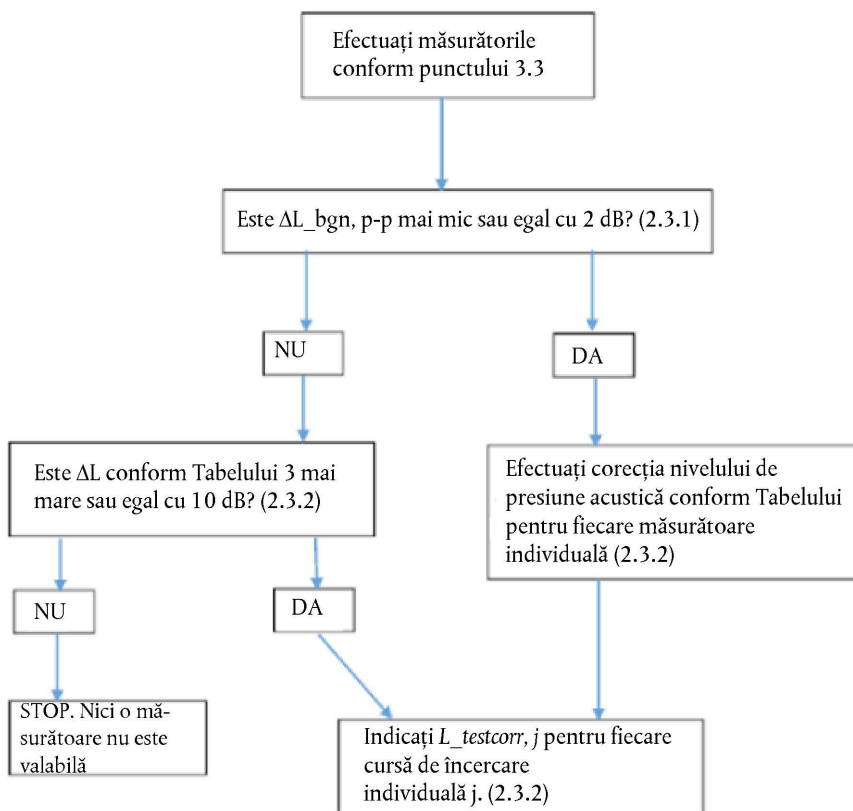 Efectuați măsurătorile
conform punctului 3.3
Este ΔL_bgn, p-p mai mic sau egal cu 2 dB? (2.3.1)
NU
DA
Este ΔL conform Tabelului 3 mai
mare sau egal cu 10 dB? (2.3.2)
Efectuați corecția nivelului de
presiune acustică conform Tabelului
pentru fiecare măsurătoare
individuală (2.3.2)
NU
DA
STOP. Nici o mă-
surătoare nu este
valabilă
Indicați L_testcorr, j pentru fiecare
cursă de încercare
individuală j. (2.3.2)